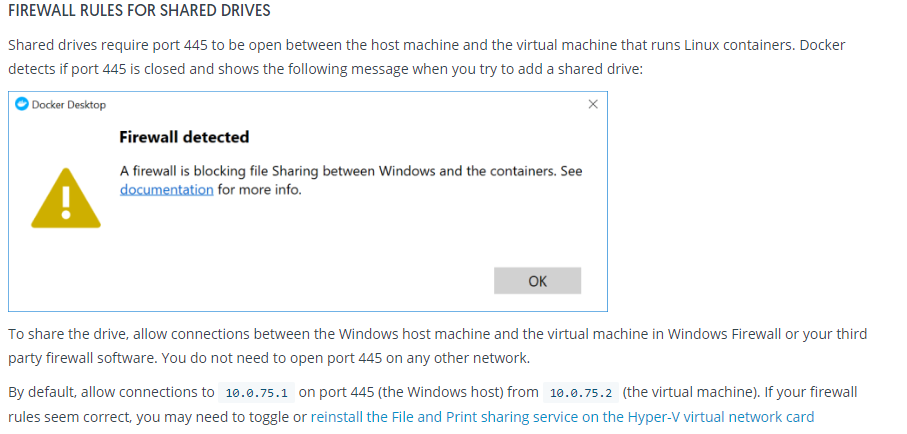 FIREWALL RULES FOR SHARED DRIVES
Shared drives require port 445 to be open between the host machine and the virtual machine that runs Linux containers. Docker
detects if port 445 is closed and shows the following message when you try to add a shared drive:
Docker Desktop
Firewall detected
A firewall is blocking file Sharing between Windows and the containers. See
documentation for more info.
OK
To share the drive, allow connections between the Windows host machine and the virtual machine in Windows Firewall or your third
party firewall software. You do not need to open port 445 on any other network.
By default, allow connections to 10.0.75.1 on port 445 (the Windows host) from 10.0.75.2 (the virtual machine). If your firewall
rules seem correct, you may need to toggle or reinstall the File and Print sharing service on the Hyper-V virtual network card